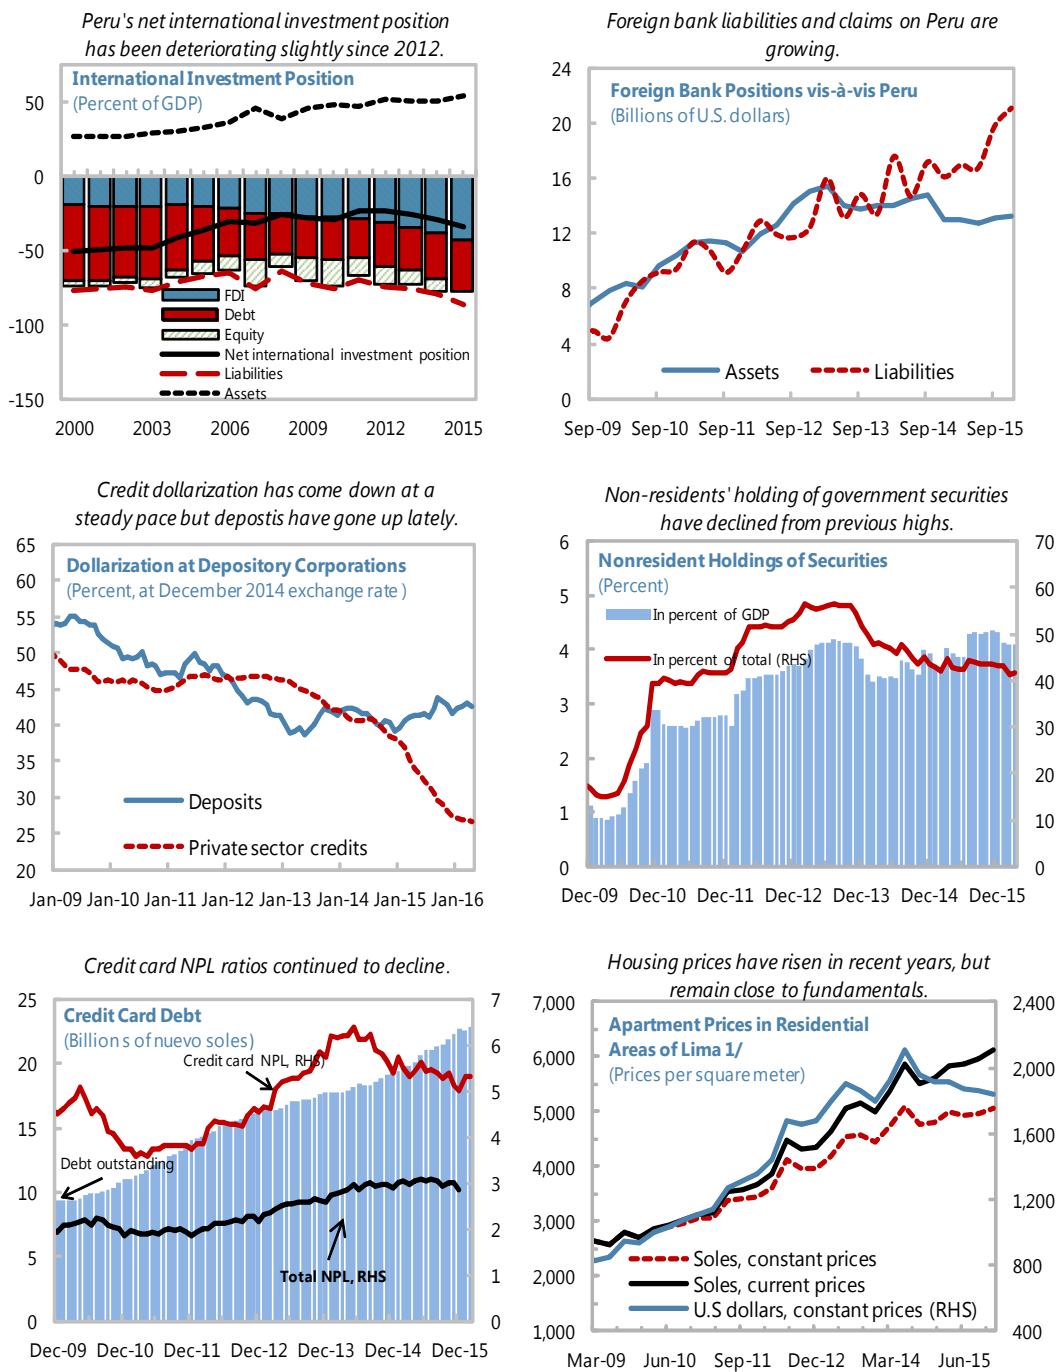 Peru's net international investment position
has been deteriorating slightly since 2012.
International Investment Position
(Percent of GDP)
50
0
-50
-100
-150
FDI
Debt
Equity
Net international investment position
Liabilities
Assets
2000 2003 2006 2009 2012 2015
Foreign bank liabilities and claims on Peru are
growing.
Foreign Bank Positions vis-à-vis Peru
(Billions of U.S. dollars)
24
20
16
12
8
4
0
Assets Liabilities
Sep-09 Sep-10 Sep-11 Sep-12 Sep-13 Sep-14 Sep-15
Credit dollarization has come down at a
steady pace but depostis have gone up lately.
Dollarization at Depository Corporations
(Percent, at December 2014 exchange rate )
65
60
55
50
45
40
35
30
25
20
Deposits
Private sector credits
Jan-09 Jan-10 Jan-11 Jan-12 Jan-13 Jan-14 Jan-15 Jan-16
Non-residents' holding of government securities
have declined from previous highs.
Nonresident Holdings of Securities
(Percent)
In percent of GDP
In percent of total (RHS)
6
5
4
3
2
1
0
70
60
50
40
30
20
10
0
Dec-09 Dec-10 Dec-11 Dec-12 Dec-13 Dec-14 Dec-15
Credit card NPL ratios continued to decline.
Credit Card Debt
(Billion s of nuevo soles)
Credit card NPL, RHS)
Debt outstanding
Total NPL, RHS
25
20
15
10
5
0
7
6
5
4
3
2
1
0
Dec-09 Dec-10 Dec-11 Dec-12 Dec-13 Dec-14 Dec-15
Housing prices have risen in recent years, but
remain close to fundamentals.
Apartment Prices in Residential
Areas of Lima 1/
(Prices per square meter)
7,000
6,000
5,000
4,000
3,000
2,000
1,000
2,400
2,000
1,600
1,200
800
400
Soles, constant prices
Soles, current prices
U.S dollars, constant prices (RHS)
Mar-09 Jun-10 Sep-11 Dec-12 Mar-14 Jun-15